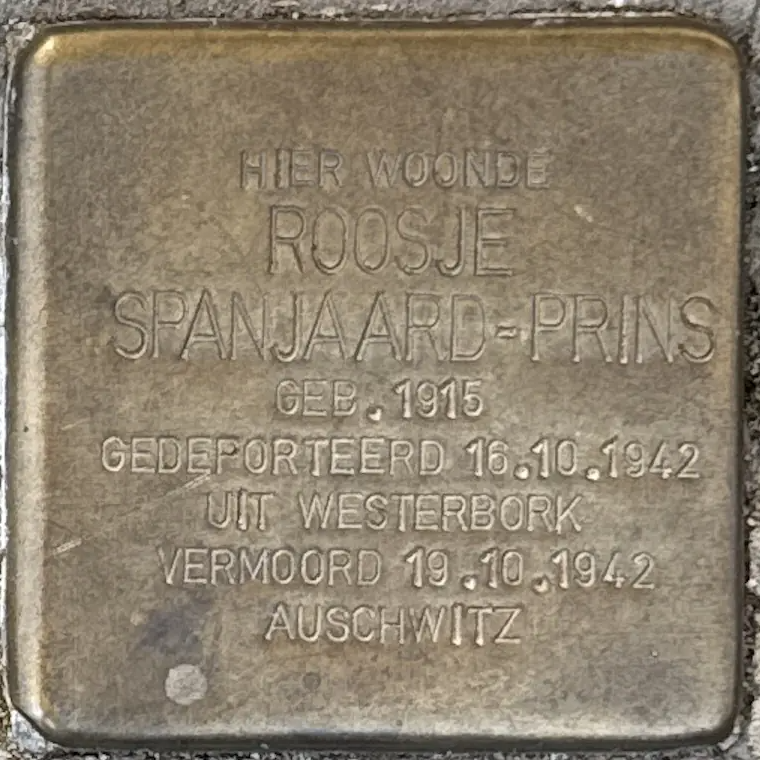 HIER WOONDE
ROOSJE
SPANJAARD-PRINS
GEB. 1915
GEDEPORTEERD 16.10.1942
UIT WESTERBORK
VERMOORD 19.10.1942
AUSCHWITZ